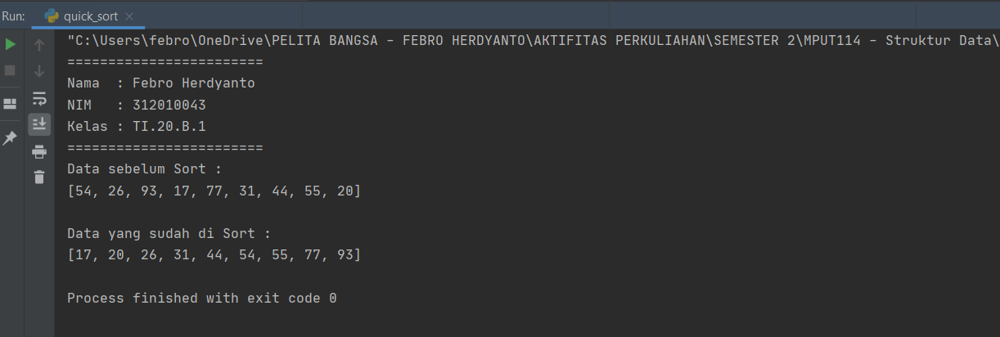 Run: quick_sort
"C:\Users\febro\OneDrive\PELITA BANGSA - FEBRO HERDYANTO\AKTIFITAS PERKULIAHAN\SEMESTER 2\MPUT114 - Struktur Data\
========================
Nama  : Febro Herdyanto
NIM   : 312010043
Kelas : TI.20.B.1
========================
Data sebelum Sort :
[54, 26, 93, 17, 77, 31, 44, 55, 20]
Data yang sudah di Sort :
[17, 20, 26, 31, 44, 54, 55, 77, 93]
Process finished with exit code 0